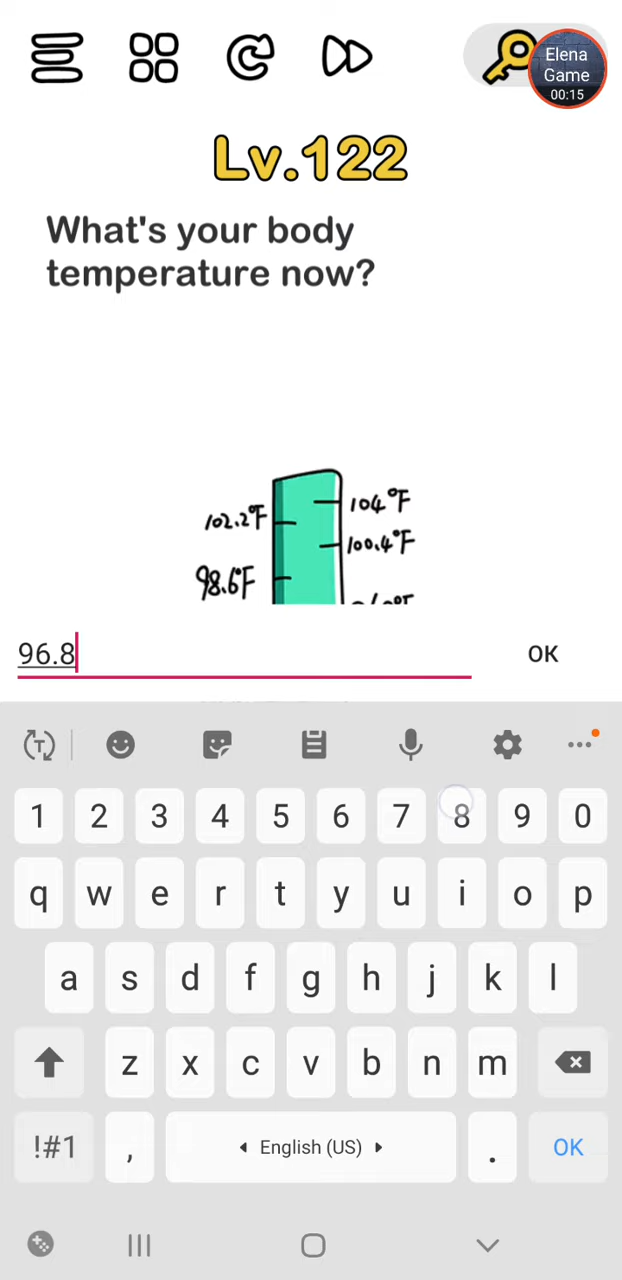 Elena
Game
00:15
Lv.122
What's your body
temperature now?
104°F
102.2°F
100.4°F
98.6°F
96.8
OK
1 2 3 4 5 6 7 8 9 0
q w e r t y u i o p
a s d f g h j k l
z x c v b n m
!#1 , English (US) . OK